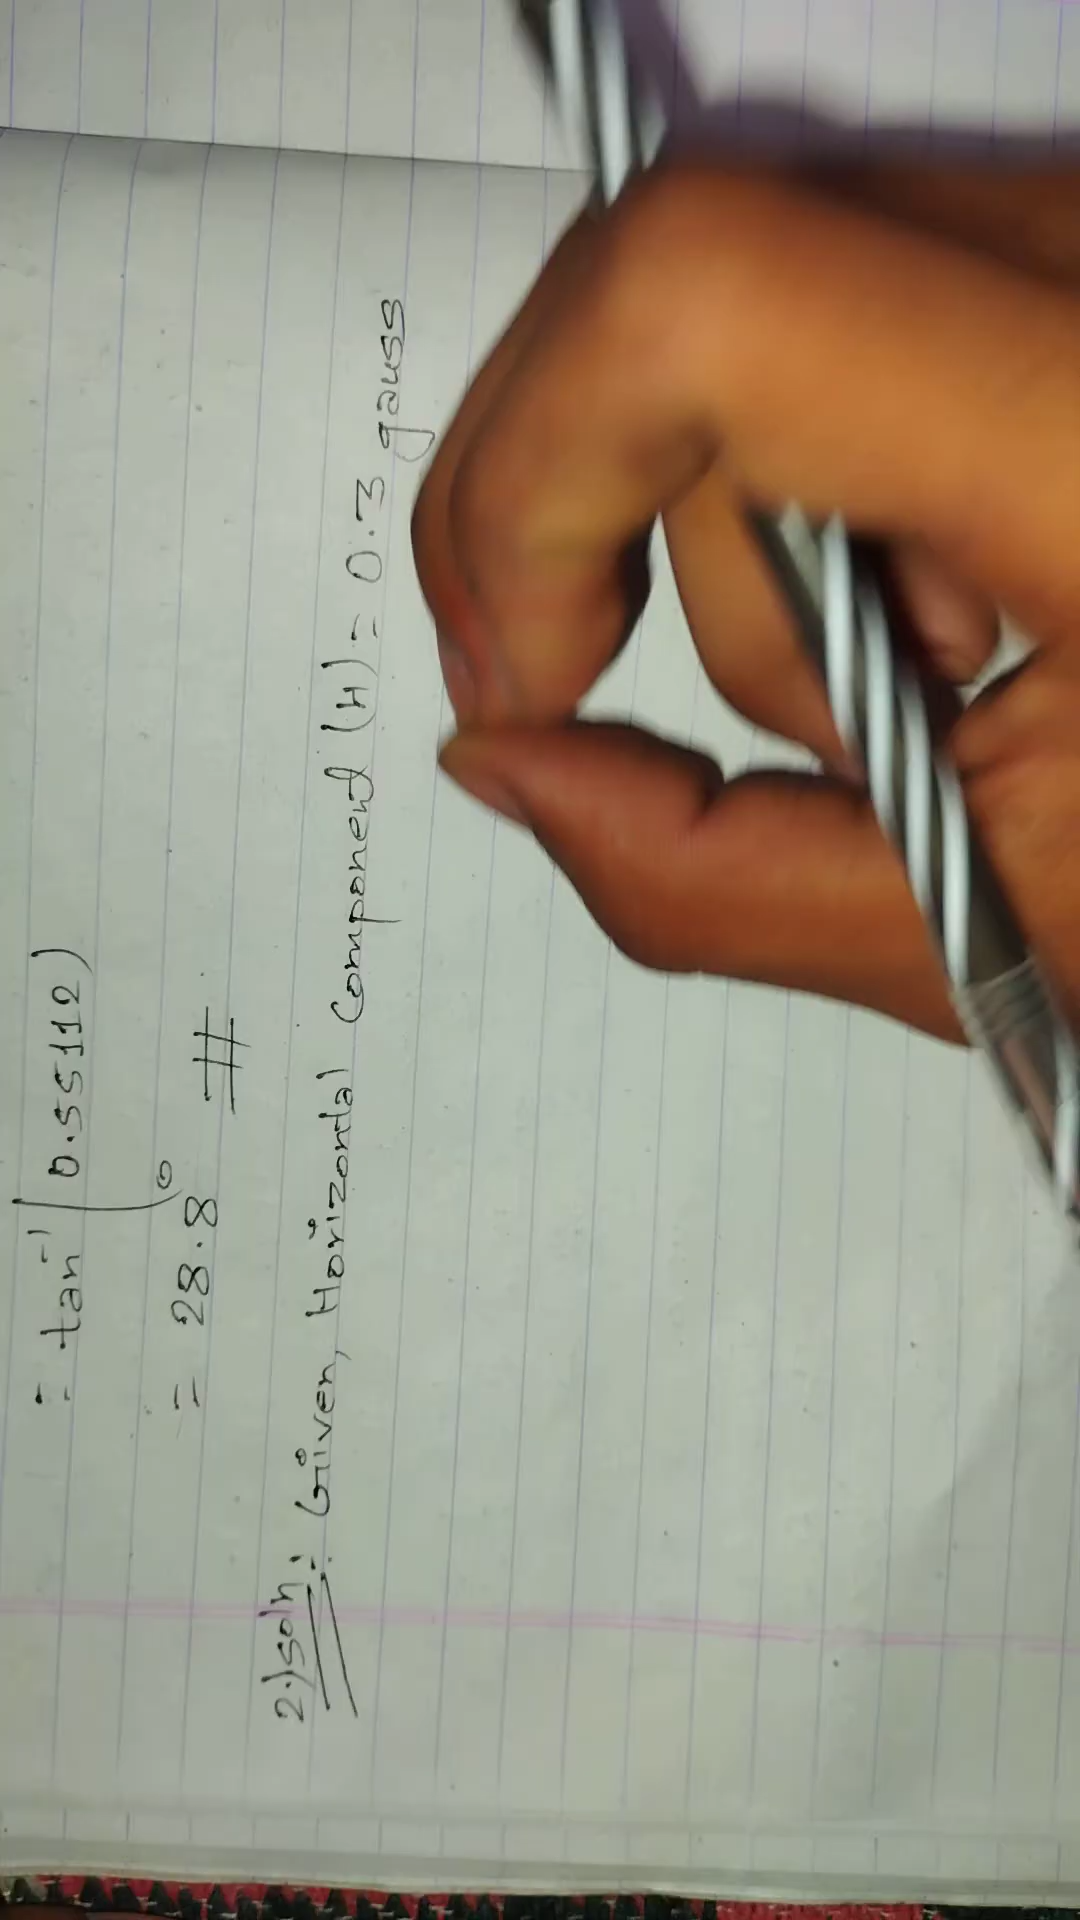 = tan⁻¹(0.55112)
= 28.8° #
2.) soln: Given, Horizontal Component (H) = 0.3 gauss